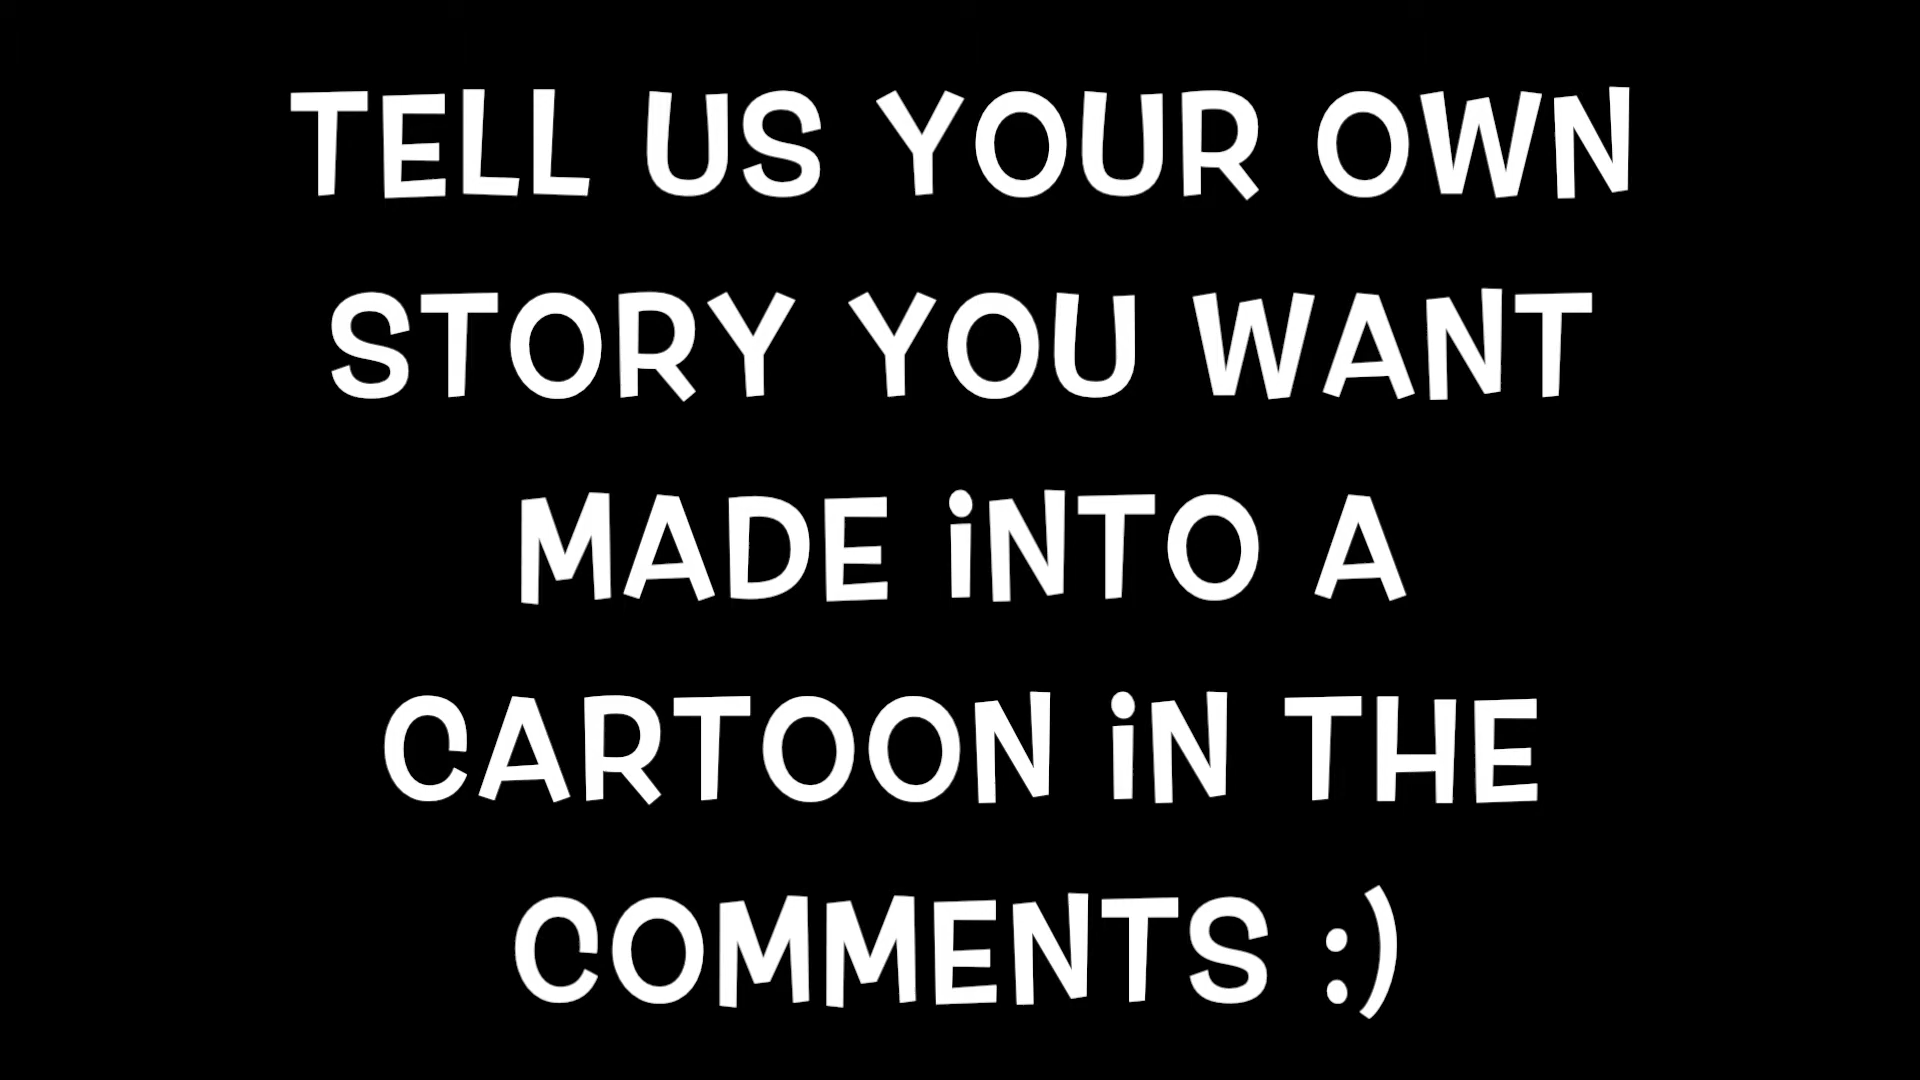 TELL US YOUR OWN
STORY YOU WANT
MADE iNTO A
CARTOON iN THE
COMMENTS :)